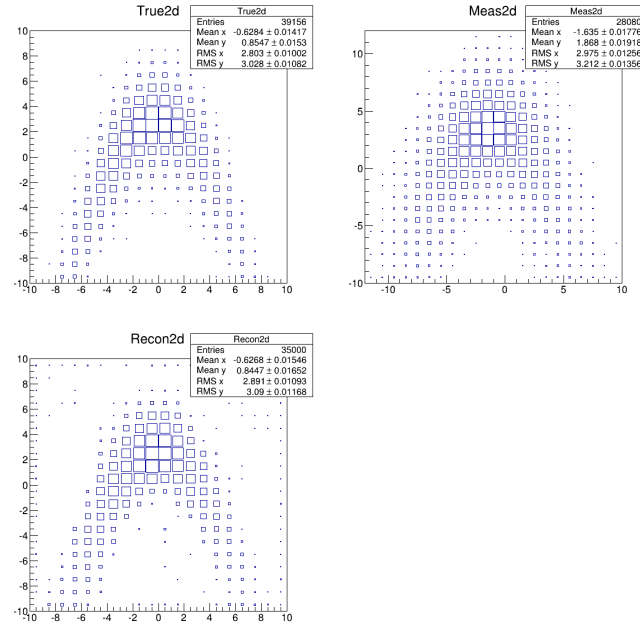 True2d
True2d
Entries 39156
Mean x -0.6284 ± 0.01417
Mean y 0.8547 ± 0.0153
RMS x 2.803 ± 0.01002
RMS y 3.028 ± 0.01082
10
8
6
4
2
0
-2
-4
-6
-8
-10
-10 -8 -6 -4 -2 0 2 4 6 8 10
Meas2d
Meas2d
Entries 28080
Mean x -1.635 ± 0.01776
Mean y 1.868 ± 0.01918
RMS x 2.975 ± 0.01256
RMS y 3.212 ± 0.01356
10
5
0
-5
-10
-10 -5 0 5 10
Recon2d
Recon2d
Entries 35000
Mean x -0.6268 ± 0.01546
Mean y 0.8447 ± 0.01652
RMS x 2.891 ± 0.01093
RMS y 3.09 ± 0.01168
10
8
6
4
2
0
-2
-4
-6
-8
-10
-10 -8 -6 -4 -2 0 2 4 6 8 10